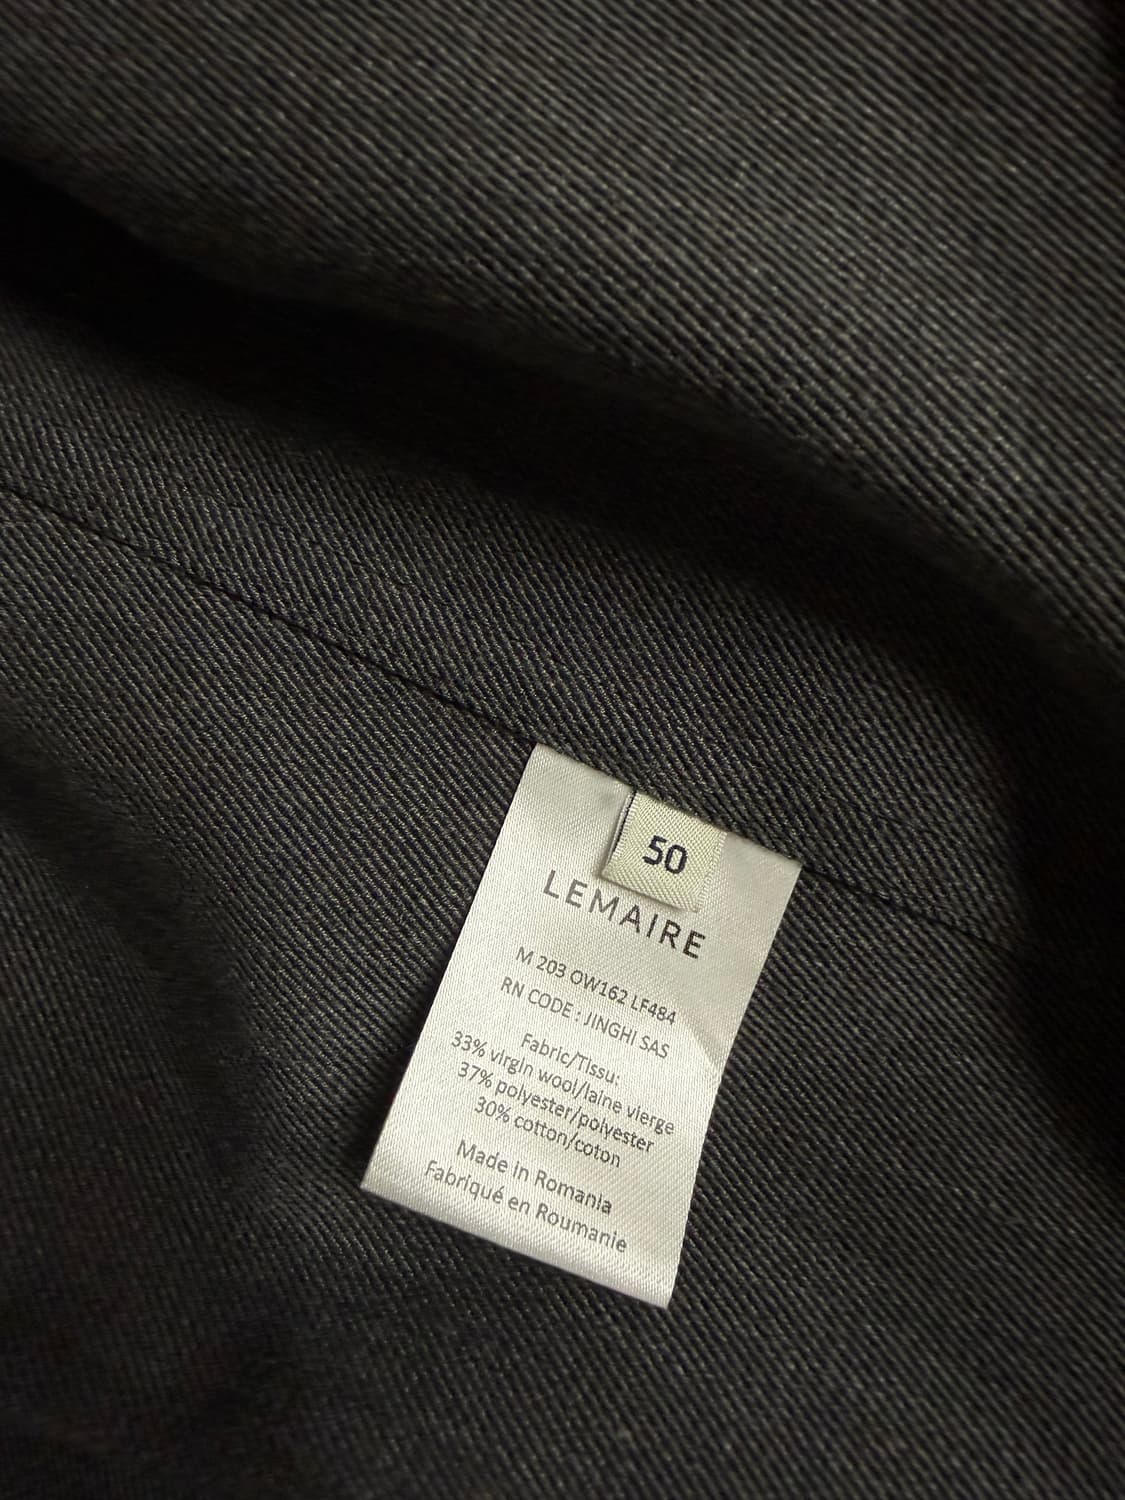 50
LEMAIRE
M 203 OW162 LF484
RN CODE : JINGHI SAS
Fabric/Tissu:
33% virgin wool/laine vierge
37% polyester/polyester
30% cotton/coton
Made in Romania
Fabriqué en Roumanie